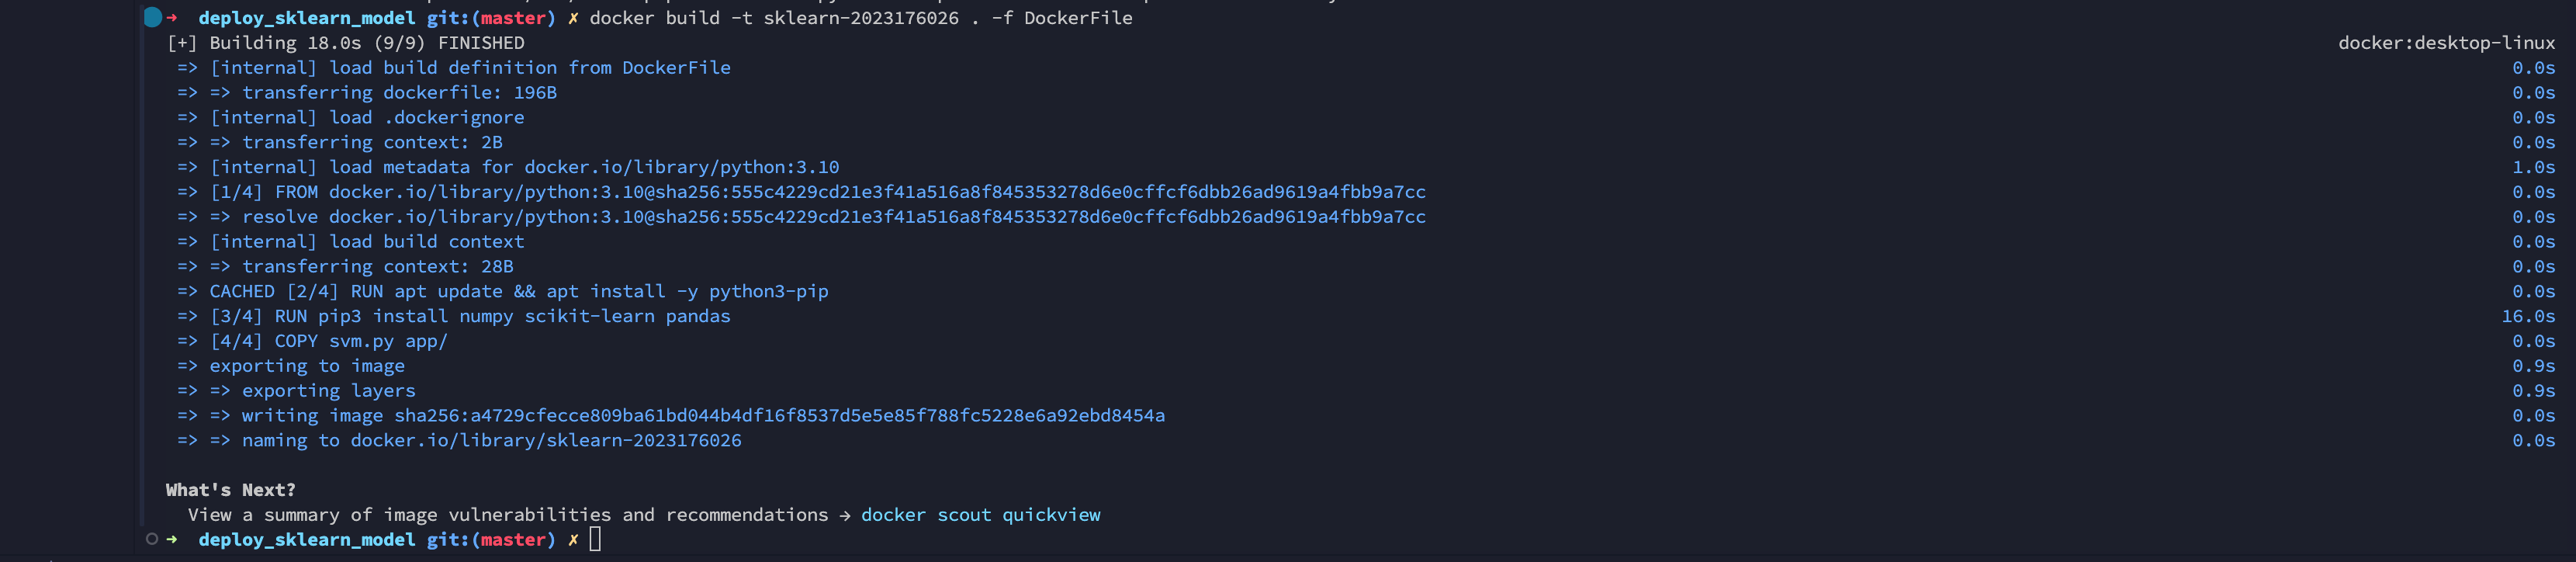 ➜ deploy_sklearn_model git:(master) ✗ docker build -t sklearn-2023176026 . -f DockerFile
[+] Building 18.0s (9/9) FINISHED docker:desktop-linux
=> [internal] load build definition from DockerFile 0.0s
=> => transferring dockerfile: 196B 0.0s
=> [internal] load .dockerignore 0.0s
=> => transferring context: 2B 0.0s
=> [internal] load metadata for docker.io/library/python:3.10 1.0s
=> [1/4] FROM docker.io/library/python:3.10@sha256:555c4229cd21e3f41a516a8f845353278d6e0cffcf6dbb26ad9619a4fbb9a7cc 0.0s
=> => resolve docker.io/library/python:3.10@sha256:555c4229cd21e3f41a516a8f845353278d6e0cffcf6dbb26ad9619a4fbb9a7cc 0.0s
=> [internal] load build context 0.0s
=> => transferring context: 28B 0.0s
=> CACHED [2/4] RUN apt update && apt install -y python3-pip 0.0s
=> [3/4] RUN pip3 install numpy scikit-learn pandas 16.0s
=> [4/4] COPY svm.py app/ 0.0s
=> exporting to image 0.9s
=> => exporting layers 0.9s
=> => writing image sha256:a4729cfecce809ba61bd044b4df16f8537d5e5e85f788fc5228e6a92ebd8454a 0.0s
=> => naming to docker.io/library/sklearn-2023176026 0.0s
What's Next?
View a summary of image vulnerabilities and recommendations → docker scout quickview
➜ deploy_sklearn_model git:(master) ✗